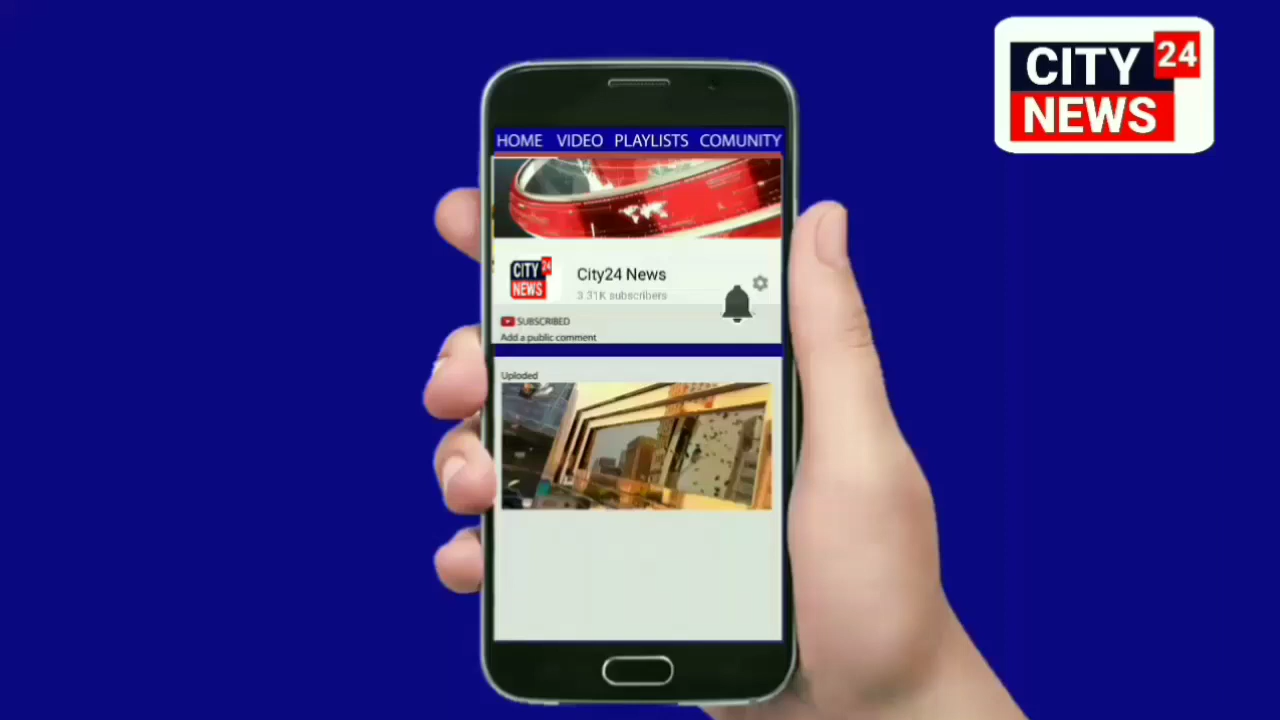 CITY 24
NEWS
HOME VIDEO PLAYLISTS COMUNITY
CITY 24
NEWS
City24 News
3.31K subscribers
SUBSCRIBED
Add a public comment
Uploded